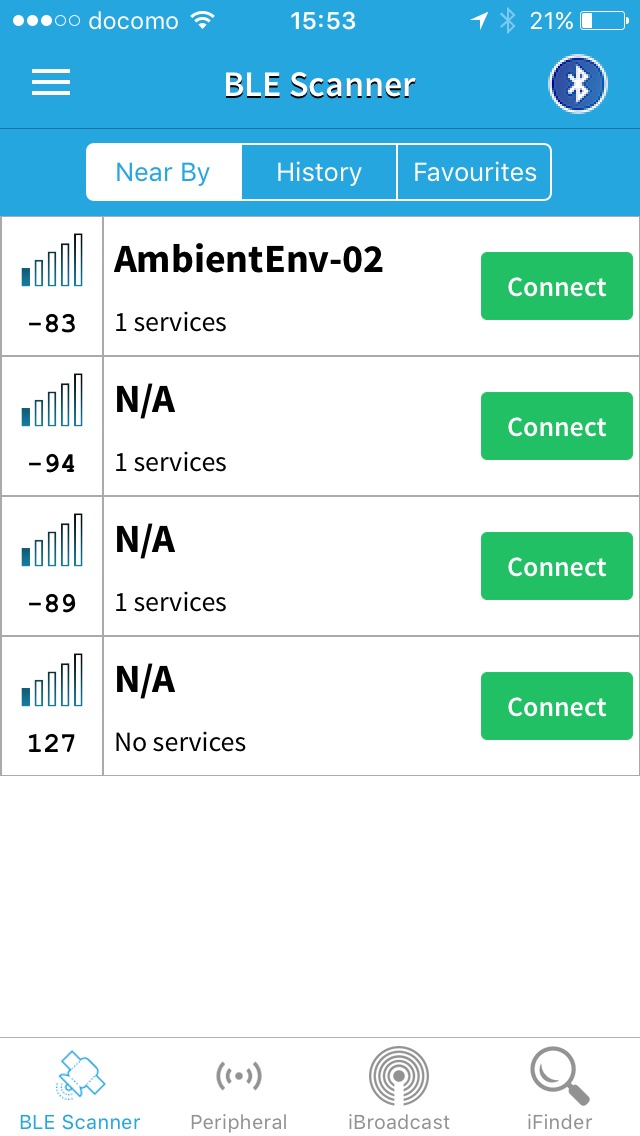 docomo 15:53 21%
BLE Scanner
Near By History Favourites
AmbientEnv-02
-83 1 services Connect
N/A
-94 1 services Connect
N/A
-89 1 services Connect
N/A
127 No services Connect
BLE Scanner Peripheral iBroadcast iFinder